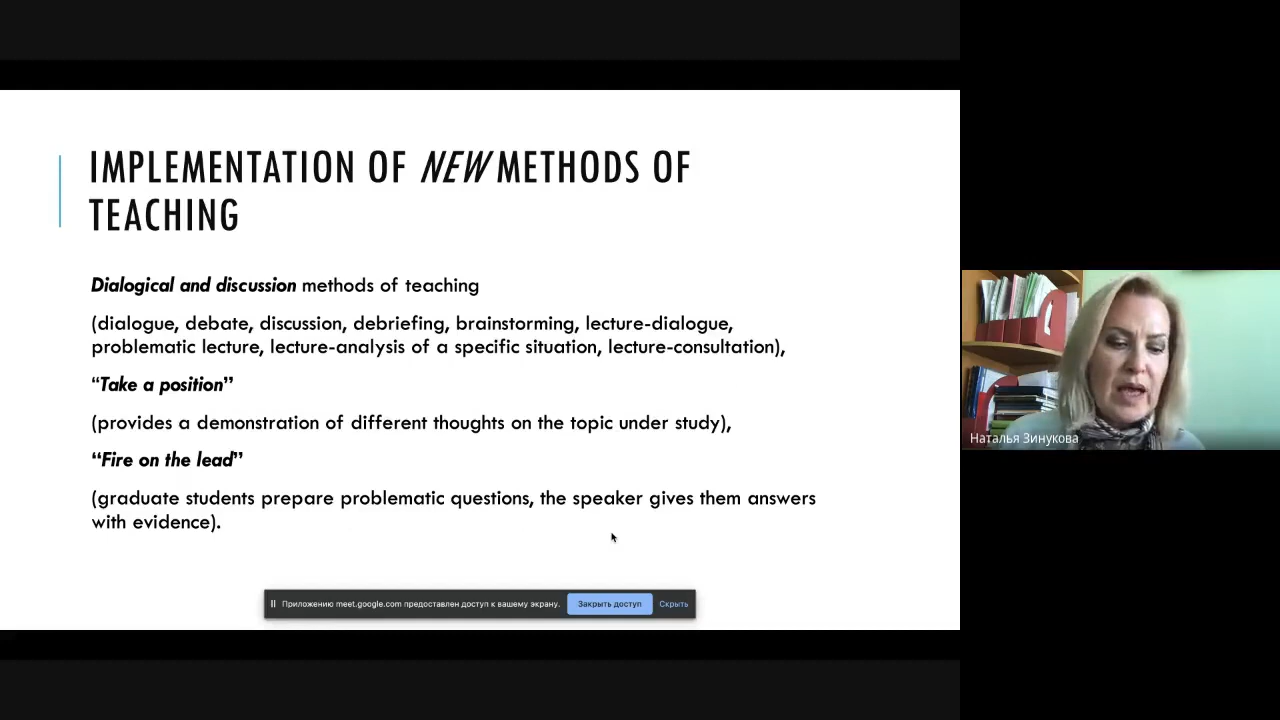 IMPLEMENTATION OF NEW METHODS OF
TEACHING
Dialogical and discussion methods of teaching
(dialogue, debate, discussion, debriefing, brainstorming, lecture-dialogue,
problematic lecture, lecture-analysis of a specific situation, lecture-consultation),
“Take a position”
(provides a demonstration of different thoughts on the topic under study),
“Fire on the lead”
(graduate students prepare problematic questions, the speaker gives them answers
with evidence).
Приложению meet.google.com предоставлен доступ к вашему экрану. Закрыть доступ Скрыть
Наталья Зинукова